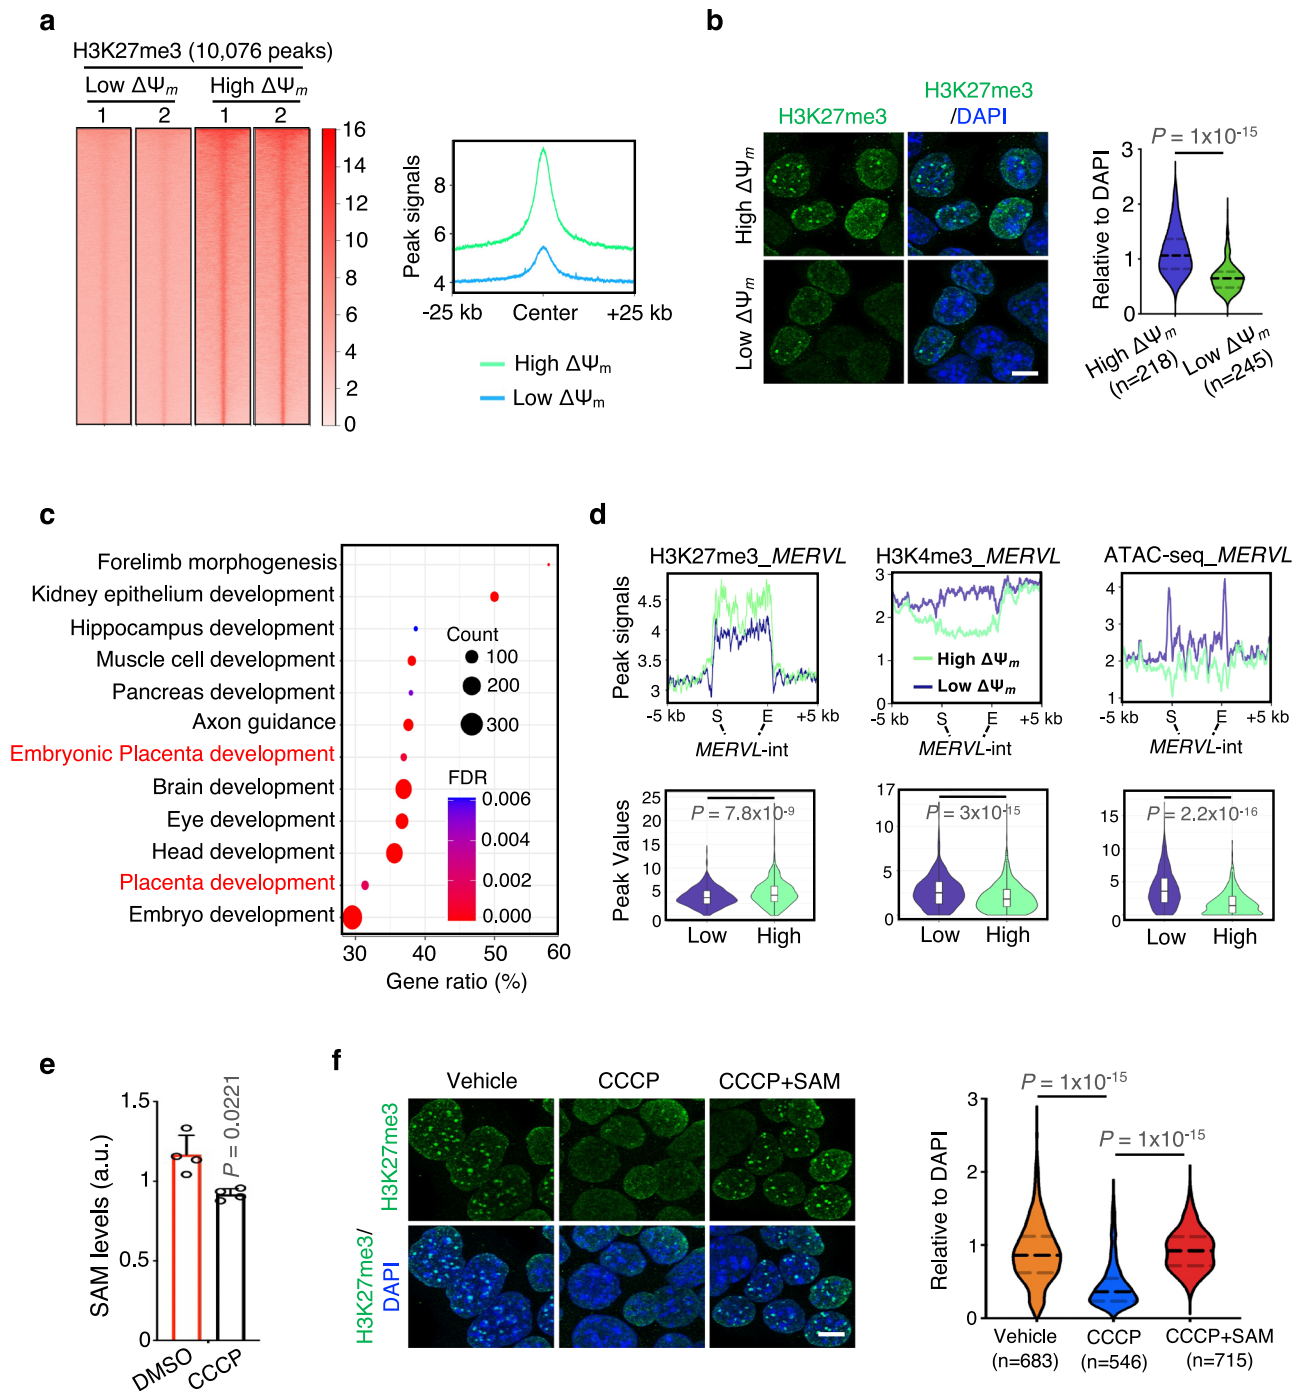 a
H3K27me3 (10,076 peaks)
Low ΔΨm High ΔΨm
1 2 1 2
16
14
12
10
8
6
4
2
0
Peak signals
8
6
4
-25 kb Center +25 kb
High ΔΨm
Low ΔΨm
b
H3K27me3 H3K27me3/DAPI
High ΔΨm
Low ΔΨm
P = 1x10-15
Relative to DAPI
3
2
1
0
High ΔΨm (n=218)
Low ΔΨm (n=245)
c
Forelimb morphogenesis
Kidney epithelium development
Hippocampus development
Muscle cell development
Pancreas development
Axon guidance
Embryonic Placenta development
Brain development
Eye development
Head development
Placenta development
Embryo development
Count
100
200
300
FDR
0.006
0.004
0.002
0.000
30 40 50 60
Gene ratio (%)
d
H3K27me3_MERVL
Peak signals
4.5
4
3.5
3
-5 kb S E +5 kb
MERVL-int
H3K4me3_MERVL
3
2
1
0
High ΔΨm
Low ΔΨm
-5 kb S E +5 kb
MERVL-int
ATAC-seq_MERVL
4
3
2
1
-5 kb S E +5 kb
MERVL-int
Peak Values
25
20
15
10
5
0
P = 7.8x10-9
Low High
17
10
5
0
P = 3x10-15
Low High
15
10
5
0
P = 2.2x10-16
Low High
e
SAM levels (a.u.)
1.5
1
0.5
0
P = 0.0221
DMSO
CCCP
f
Vehicle CCCP CCCP+SAM
H3K27me3
H3K27me3/
DAPI
P = 1x10-15
P = 1x10-15
Relative to DAPI
3
2
1
0
Vehicle CCCP CCCP+SAM
(n=683) (n=546) (n=715)